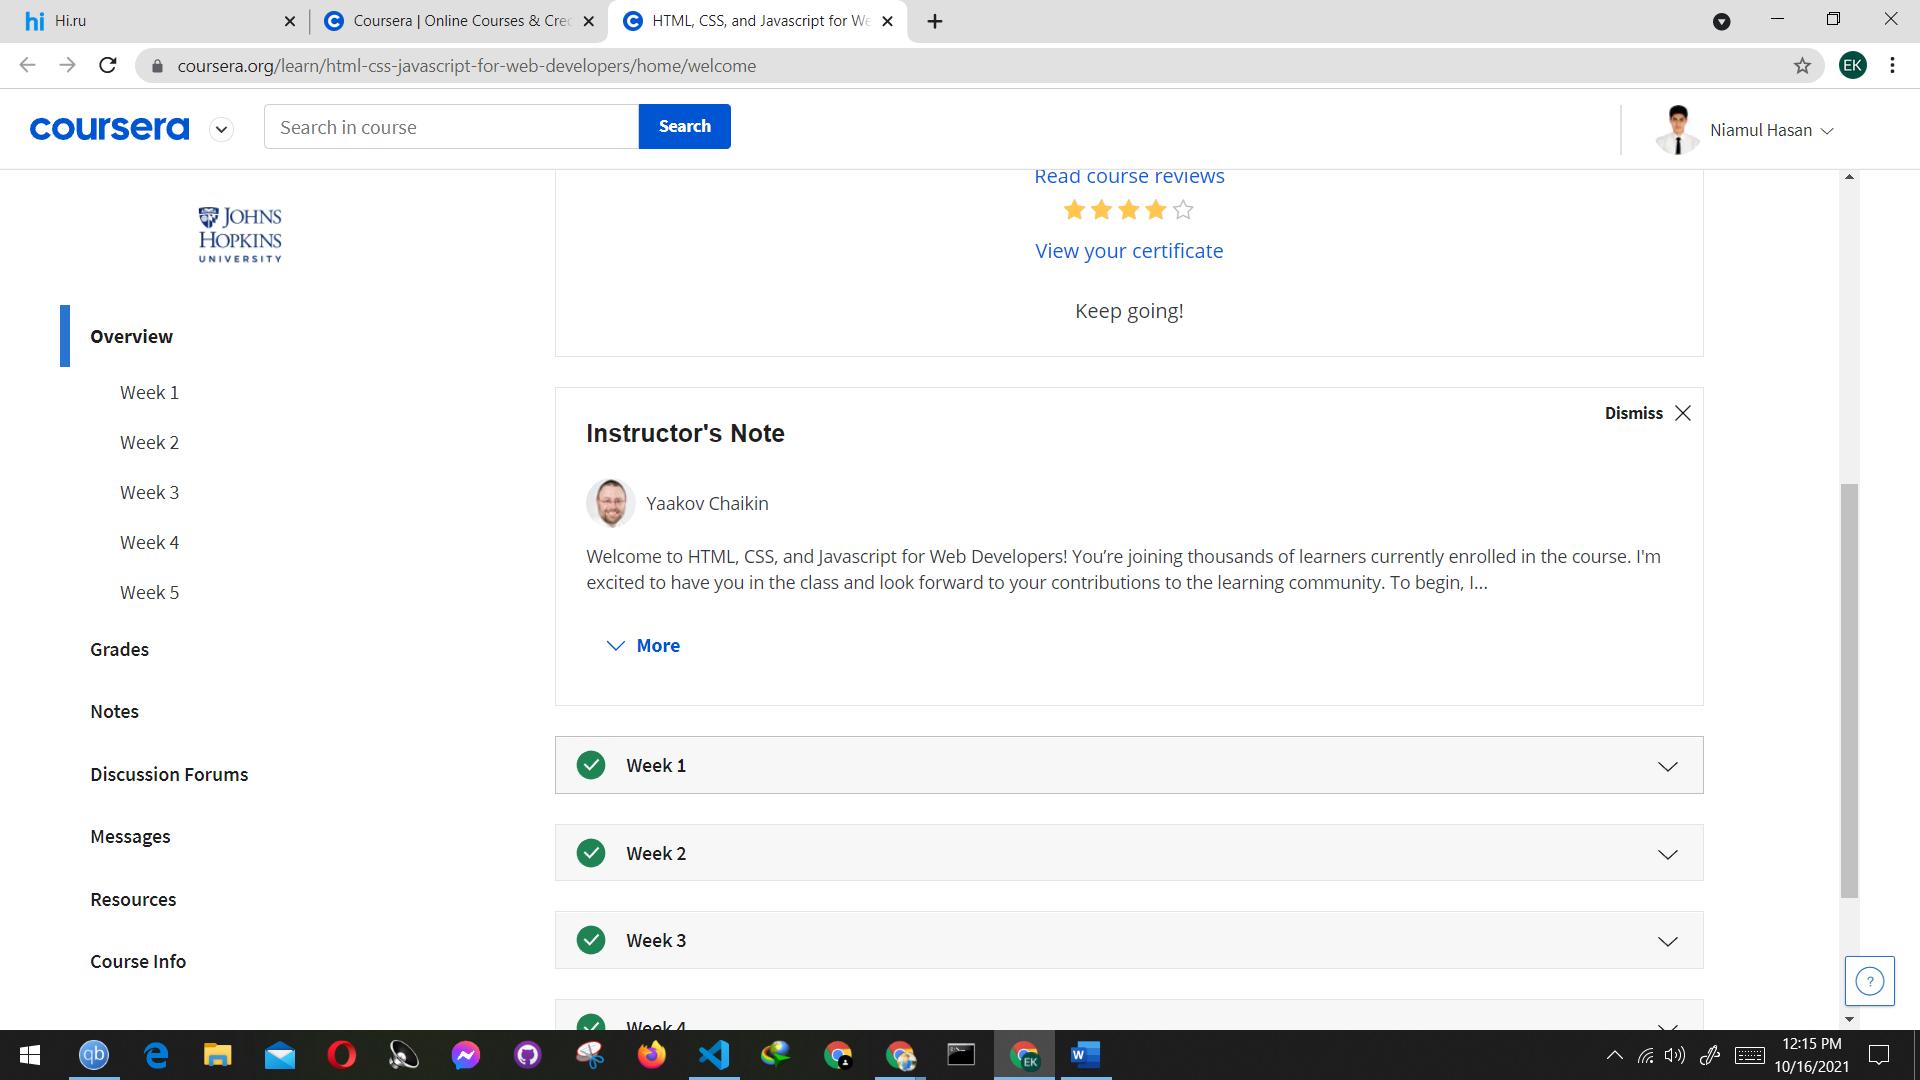 hi Hi.ru
Coursera | Online Courses & Cre
HTML, CSS, and Javascript for We
coursera.org/learn/html-css-javascript-for-web-developers/home/welcome
EK
coursera
Search in course
Search
Niamul Hasan
JOHNS
HOPKINS
UNIVERSITY
Overview
Week 1
Week 2
Week 3
Week 4
Week 5
Grades
Notes
Discussion Forums
Messages
Resources
Course Info
Read course reviews
View your certificate
Keep going!
Instructor's Note
Dismiss
Yaakov Chaikin
Welcome to HTML, CSS, and Javascript for Web Developers! You’re joining thousands of learners currently enrolled in the course. I'm
excited to have you in the class and look forward to your contributions to the learning community. To begin, I...
More
Week 1
Week 2
Week 3
Week 4
?
qb
EK
W
12:15 PM
10/16/2021